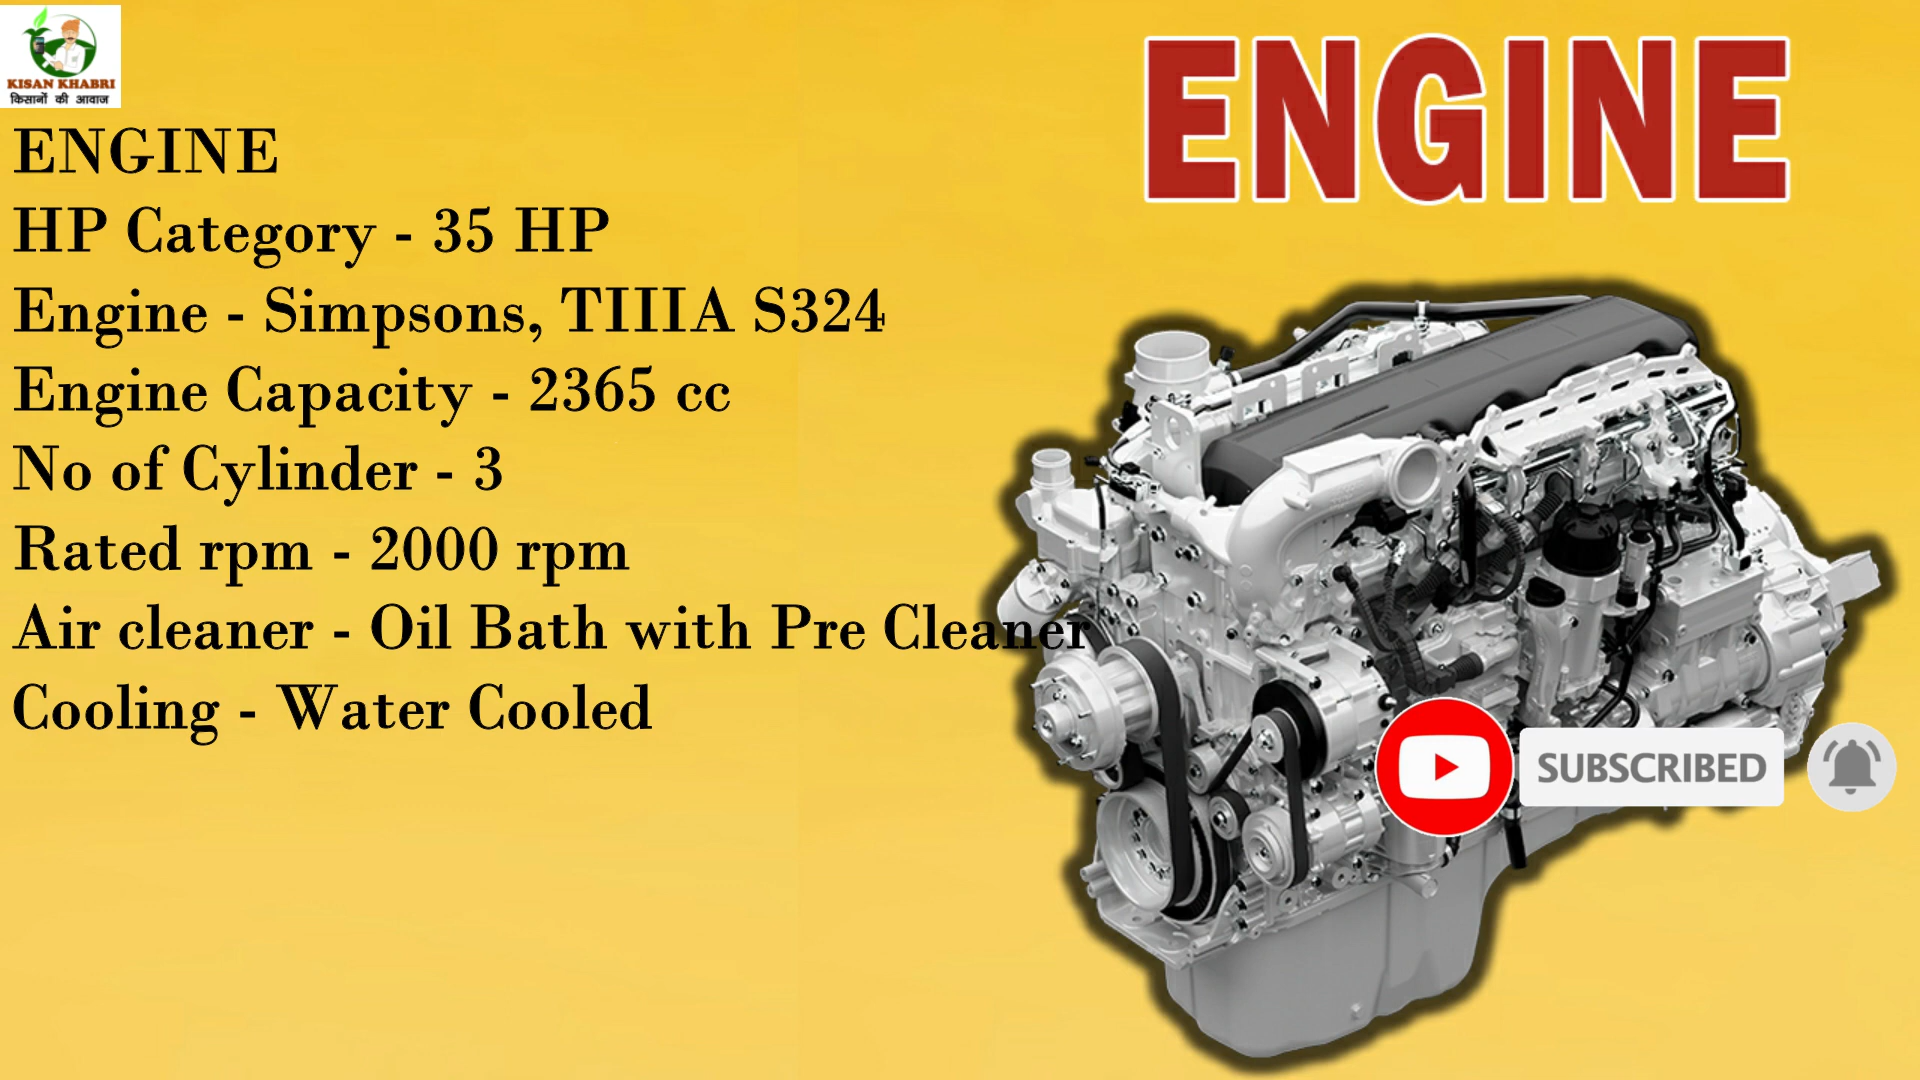 KISAN KHABRI
किसानों की आवाज
ENGINE
ENGINE
HP Category - 35 HP
Engine - Simpsons, TIIIA S324
Engine Capacity - 2365 cc
No of Cylinder - 3
Rated rpm - 2000 rpm
Air cleaner - Oil Bath with Pre Cleaner
Cooling - Water Cooled
SUBSCRIBED